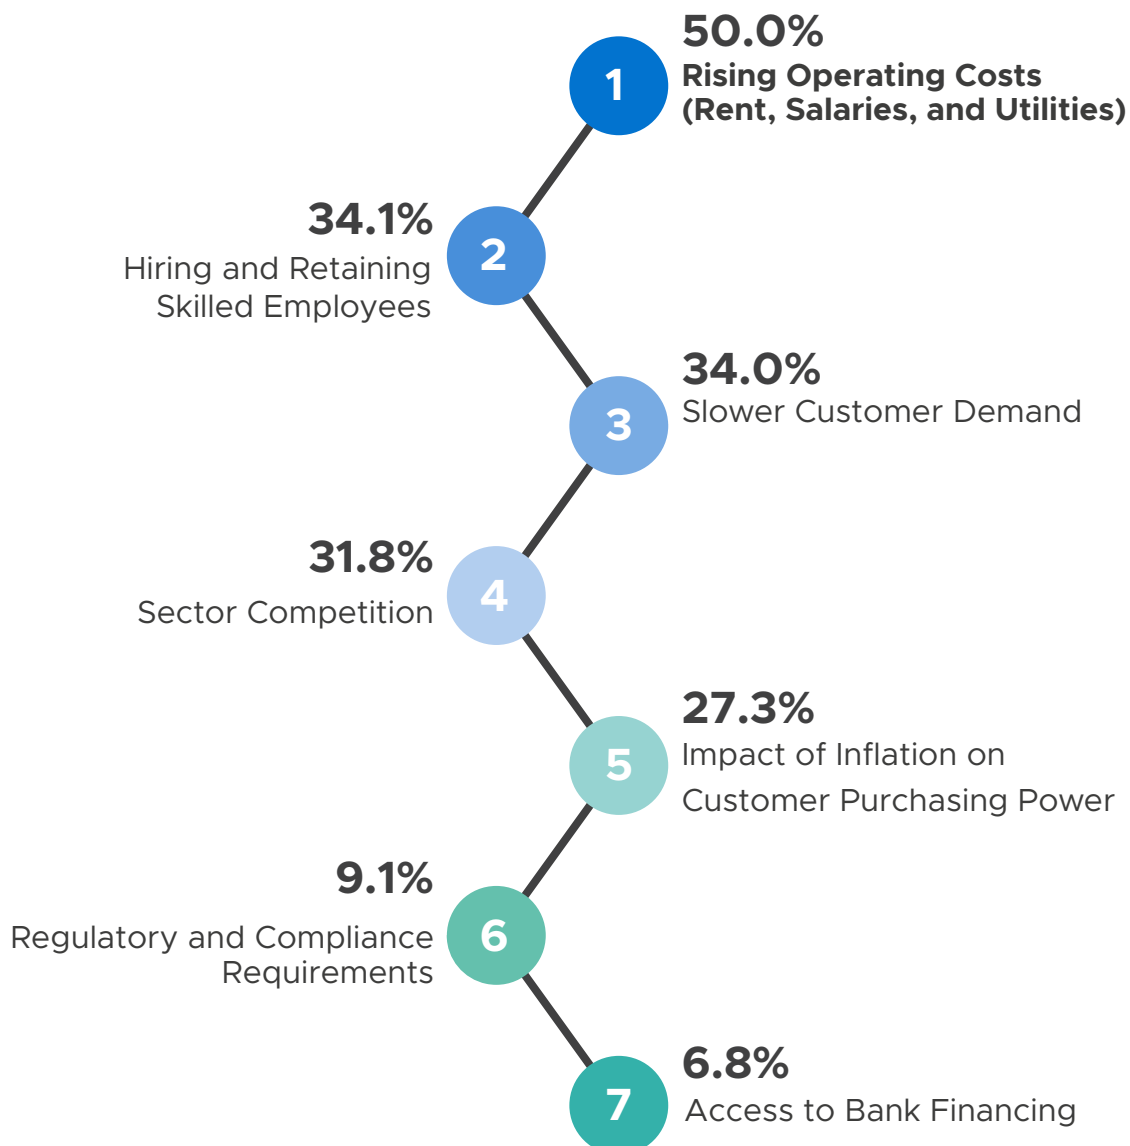 50.0%
1
Rising Operating Costs
(Rent, Salaries, and Utilities)
34.1%
2
Hiring and Retaining
Skilled Employees
34.0%
3
Slower Customer Demand
31.8%
4
Sector Competition
27.3%
5
Impact of Inflation on
Customer Purchasing Power
9.1%
6
Regulatory and Compliance
Requirements
6.8%
7
Access to Bank Financing